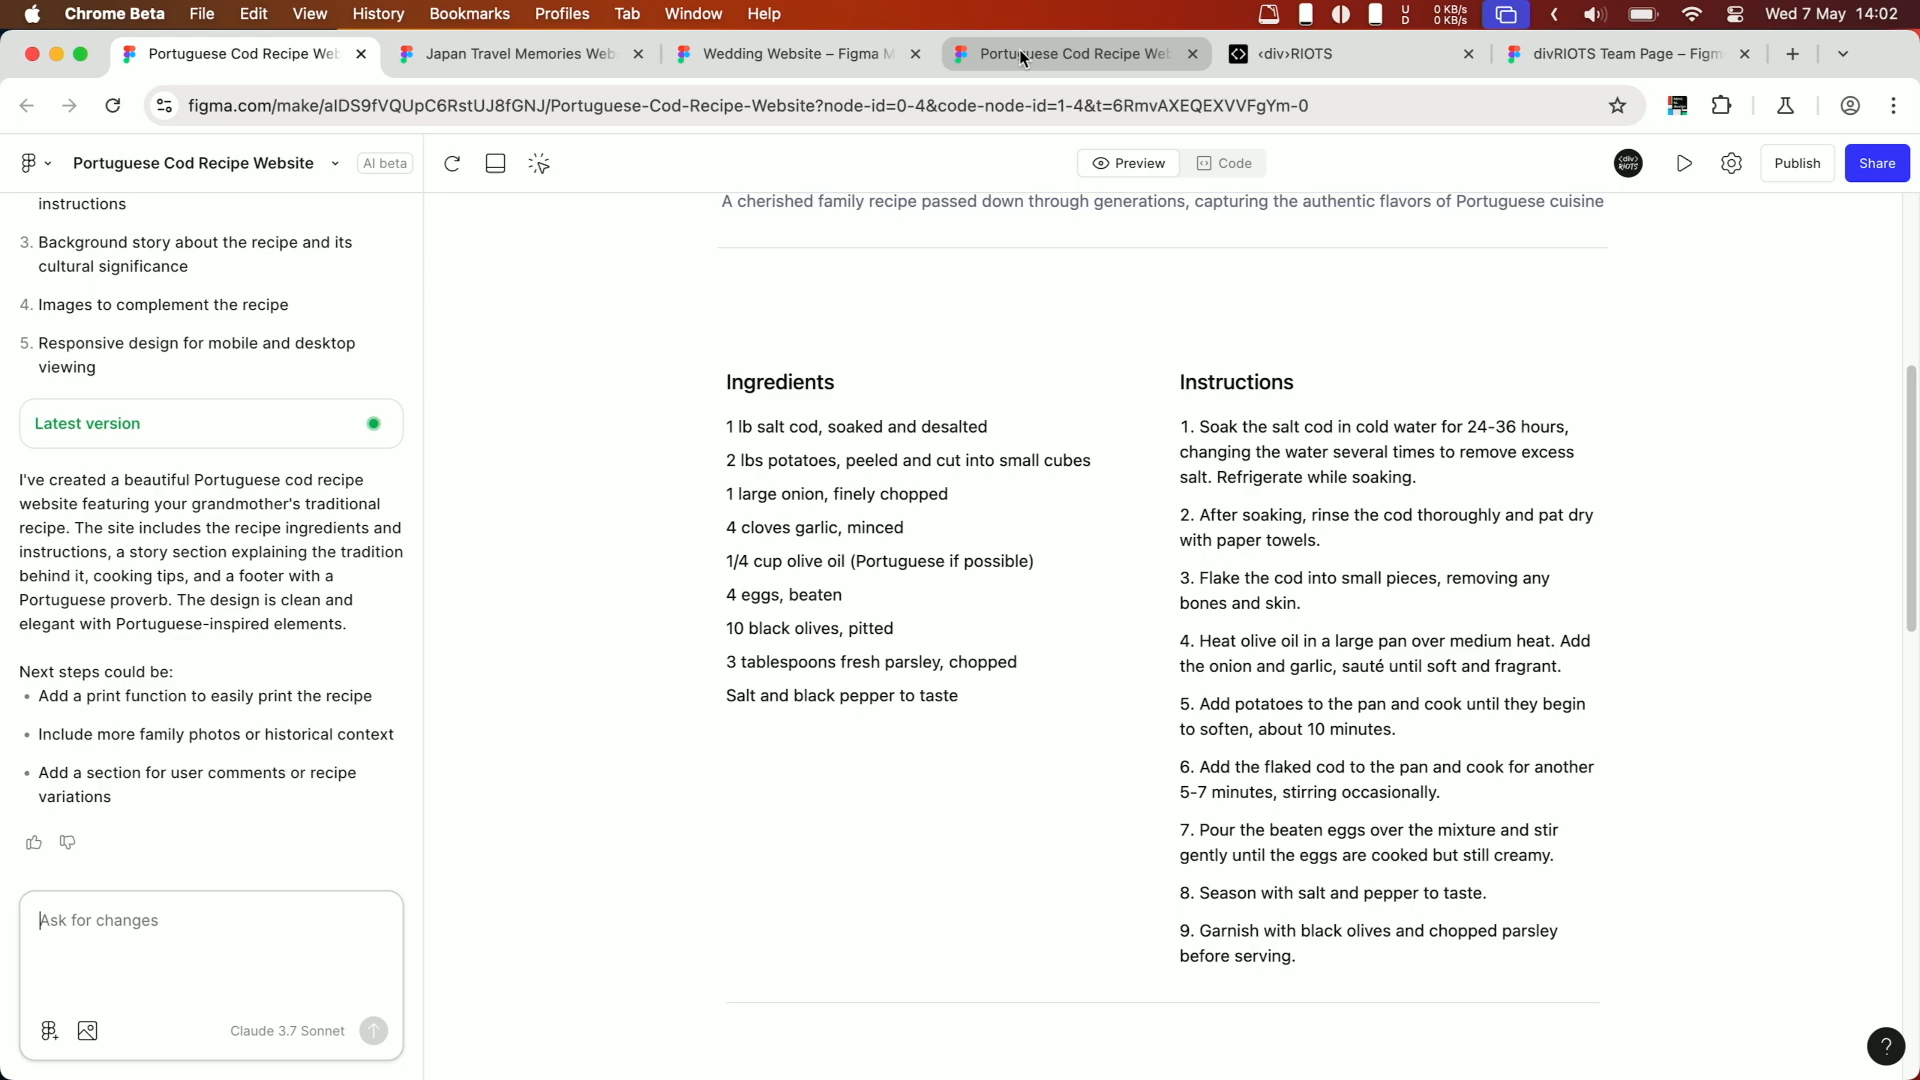 Chrome Beta File Edit View History Bookmarks Profiles Tab Window Help U D 0 KB/s 0 KB/s Wed 7 May 14:02
Portuguese Cod Recipe Web Japan Travel Memories Web Wedding Website – Figma M Portuguese Cod Recipe Web <div>RIOTS divRIOTS Team Page – Figm
figma.com/make/alDS9fVQUpC6RstUJ8fGNJ/Portuguese-Cod-Recipe-Website?node-id=0-4&code-node-id=1-4&t=6RmvAXEQEXVVFgYm-0
Portuguese Cod Recipe Website AI beta Preview Code <div> RIOTS Publish Share
instructions
3. Background story about the recipe and its
cultural significance
4. Images to complement the recipe
5. Responsive design for mobile and desktop
viewing
Latest version
I've created a beautiful Portuguese cod recipe
website featuring your grandmother's traditional
recipe. The site includes the recipe ingredients and
instructions, a story section explaining the tradition
behind it, cooking tips, and a footer with a
Portuguese proverb. The design is clean and
elegant with Portuguese-inspired elements.
Next steps could be:
• Add a print function to easily print the recipe
• Include more family photos or historical context
• Add a section for user comments or recipe
variations
Ask for changes
Claude 3.7 Sonnet
A cherished family recipe passed down through generations, capturing the authentic flavors of Portuguese cuisine
Ingredients
1 lb salt cod, soaked and desalted
2 lbs potatoes, peeled and cut into small cubes
1 large onion, finely chopped
4 cloves garlic, minced
1/4 cup olive oil (Portuguese if possible)
4 eggs, beaten
10 black olives, pitted
3 tablespoons fresh parsley, chopped
Salt and black pepper to taste
Instructions
1. Soak the salt cod in cold water for 24-36 hours,
changing the water several times to remove excess
salt. Refrigerate while soaking.
2. After soaking, rinse the cod thoroughly and pat dry
with paper towels.
3. Flake the cod into small pieces, removing any
bones and skin.
4. Heat olive oil in a large pan over medium heat. Add
the onion and garlic, sauté until soft and fragrant.
5. Add potatoes to the pan and cook until they begin
to soften, about 10 minutes.
6. Add the flaked cod to the pan and cook for another
5-7 minutes, stirring occasionally.
7. Pour the beaten eggs over the mixture and stir
gently until the eggs are cooked but still creamy.
8. Season with salt and pepper to taste.
9. Garnish with black olives and chopped parsley
before serving.
?